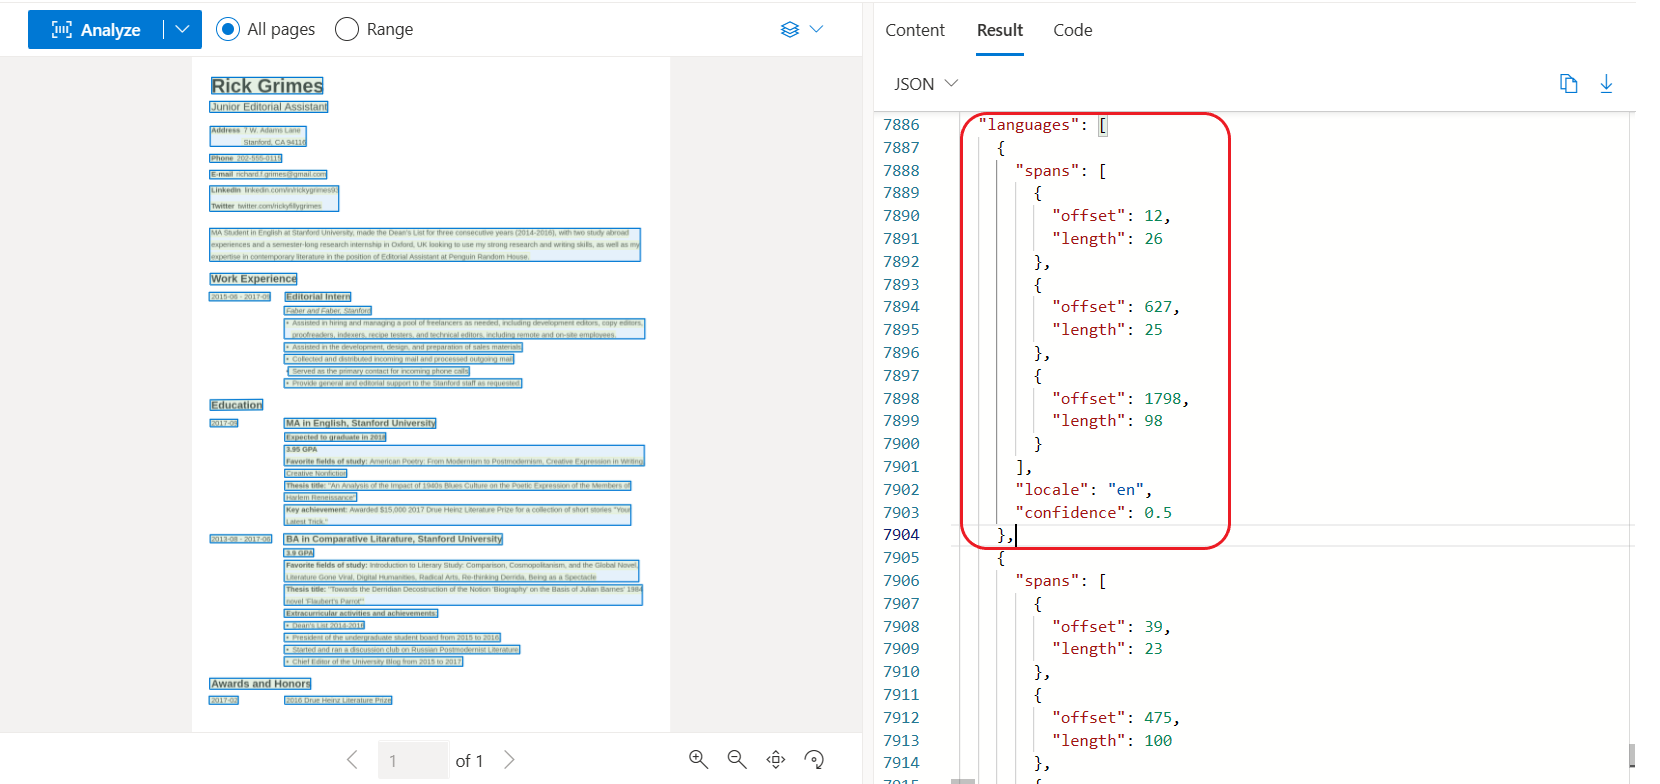 Analyze
All pages
Range
Rick Grimes
Junior Editorial Assistant
Address 7 W. Adams Lane
Stanford, CA 94116
Phone 202-555-0115
E-mail richard.f.grimes@gmail.com
LinkedIn linkedin.com/in/rickygrimes92
Twitter twitter.com/rickyfillygrimes
MA Student in English at Stanford University, made the Dean's List for three consecutive years (2014-2016), with two study abroad
experiences and a semester-long research internship in Oxford, UK looking to use my strong research and writing skills, as well as my
expertise in contemporary literature in the position of Editorial Assistant at Penguin Random House.
Work Experience
2015-06 - 2017-09
Editorial Intern
Faber and Faber, Stanford
• Assisted in hiring and managing a pool of freelancers as needed, including development editors, copy editors,
proofreaders, indexers, recipe testers, and technical editors, including remote and on-site employees.
• Assisted in the development, design, and preparation of sales materials
• Collected and distributed incoming mail and processed outgoing mail
• Served as the primary contact for incoming phone calls
• Provide general and editorial support to the Stanford staff as requested
Education
2017-09
MA in English, Stanford University
Expected to graduate in 2018
3.95 GPA
Favorite fields of study: American Poetry: From Modernism to Postmodernism, Creative Expression in Writing,
Creative Nonfiction
Thesis title: "An Analysis of the Impact of 1940s Blues Culture on the Poetic Expression of the Members of
Harlem Reneissance"
Key achievement: Awarded $15,000 2017 Drue Heinz Literature Prize for a collection of short stories "Your
Latest Trick."
2013-08 - 2017-06
BA in Comparative Litarature, Stanford University
3.9 GPA
Favorite fields of study: Introduction to Literary Study: Comparison, Cosmopolitanism, and the Global Novel,
Literature Gone Viral, Digital Humanities, Radical Arts, Re-thinking Derrida, Being as a Spectacle
Thesis title: "Towards the Derridian Decostruction of the Notion 'Biography' on the Basis of Julian Barnes' 1984
novel 'Flaubert's Parrot'"
Extracurricular activities and achievements:
• Dean's List 2014-2016
• President of the undergraduate student board from 2015 to 2016
• Started and ran a discussion club on Russian Postmodernist Literature
• Chief Editor of the University Blog from 2015 to 2017
Awards and Honors
2017-02
2016 Drue Heinz Literature Prize
1
of 1
Content
Result
Code
JSON
7886 "languages": [
7887 {
7888 "spans": [
7889 {
7890 "offset": 12,
7891 "length": 26
7892 },
7893 {
7894 "offset": 627,
7895 "length": 25
7896 },
7897 {
7898 "offset": 1798,
7899 "length": 98
7900 }
7901 ],
7902 "locale": "en",
7903 "confidence": 0.5
7904 },
7905 {
7906 "spans": [
7907 {
7908 "offset": 39,
7909 "length": 23
7910 },
7911 {
7912 "offset": 475,
7913 "length": 100
7914 },
7915 {